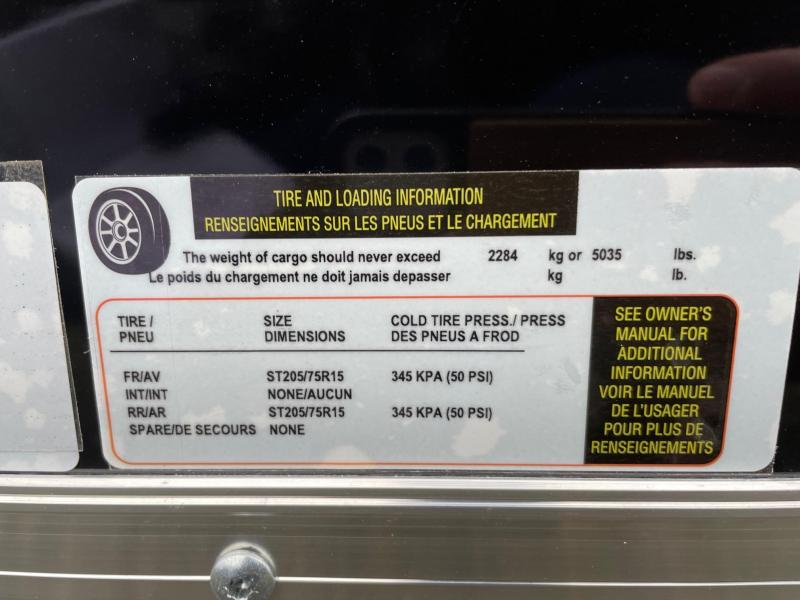 TIRE AND LOADING INFORMATION
RENSEIGNEMENTS SUR LES PNEUS ET LE CHARGEMENT
The weight of cargo should never exceed 2284 kg or 5035 lbs.
Le poids du chargement ne doit jamais depasser kg lb.
TIRE / SIZE COLD TIRE PRESS./ PRESS
PNEU DIMENSIONS DES PNEUS A FROD
FR/AV ST205/75R15 345 KPA (50 PSI)
INT/INT NONE/AUCUN
RR/AR ST205/75R15 345 KPA (50 PSI)
SPARE/DE SECOURS NONE
SEE OWNER'S
MANUAL FOR
ADDITIONAL
INFORMATION
VOIR LE MANUEL
DE L'USAGER
POUR PLUS DE
RENSEIGNEMENTS